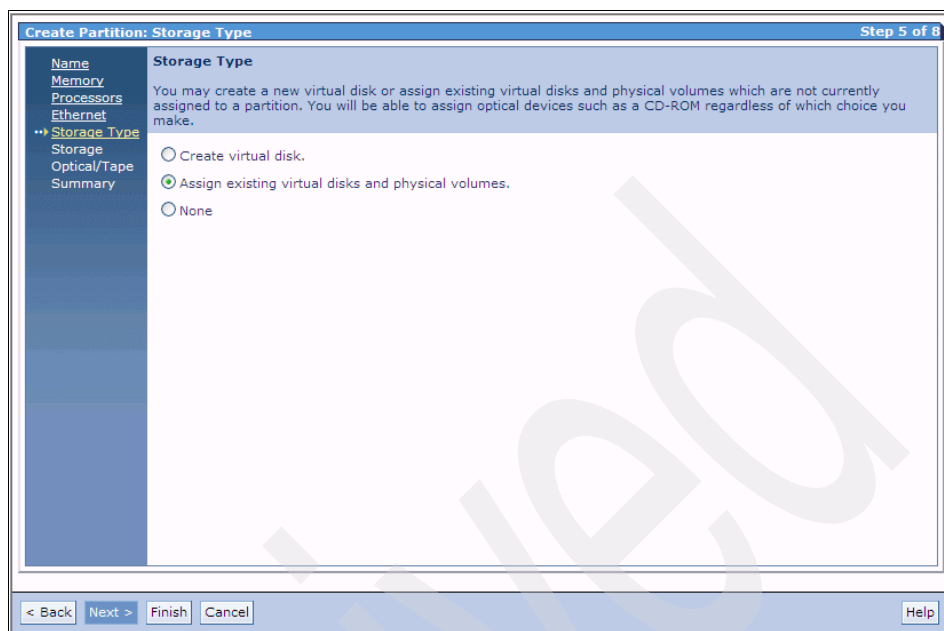 Create Partition: Storage Type Step 5 of 8
Name
Memory
Processors
Ethernet
Storage Type
Storage
Optical/Tape
Summary
Storage Type
You may create a new virtual disk or assign existing virtual disks and physical volumes which are not currently
assigned to a partition. You will be able to assign optical devices such as a CD-ROM regardless of which choice you
make.
Create virtual disk.
Assign existing virtual disks and physical volumes.
None
< Back Next > Finish Cancel Help